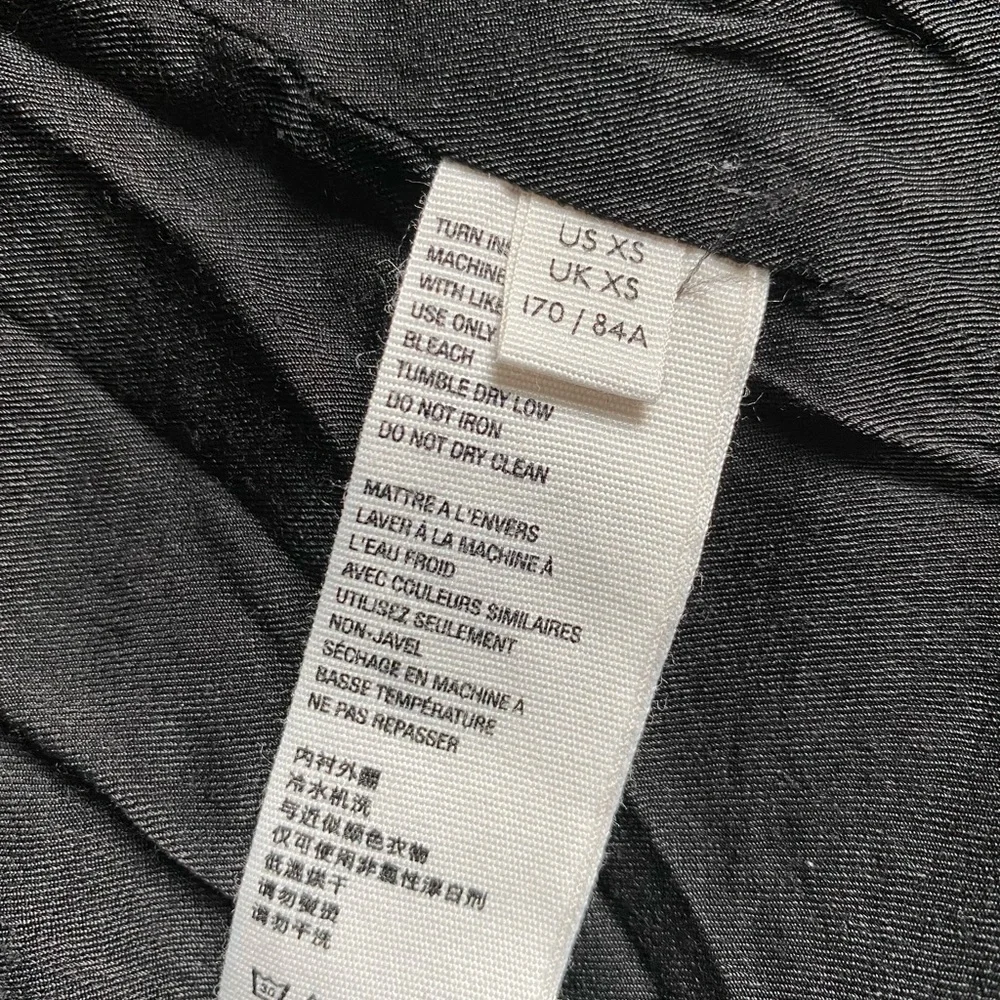 US XS
UK XS
170 / 84A
TURN INS
MACHINE
WITH LIKE
USE ONLY
BLEACH
TUMBLE DRY LOW
DO NOT IRON
DO NOT DRY CLEAN
MATTRE A L'ENVERS
LAVER À LA MACHINE À
L'EAU FROID
AVEC COULEURS SIMILAIRES
UTILISEZ SEULEMENT
NON-JAVEL
SÉCHAGE EN MACHINE A
BASSE TEMPÉRATURE
NE PAS REPASSER
内衬外翻
冷水机洗
与近似颜色衣物
仅可使用非氯性漂白剂
低温烘干
请勿熨烫
请勿干洗
30